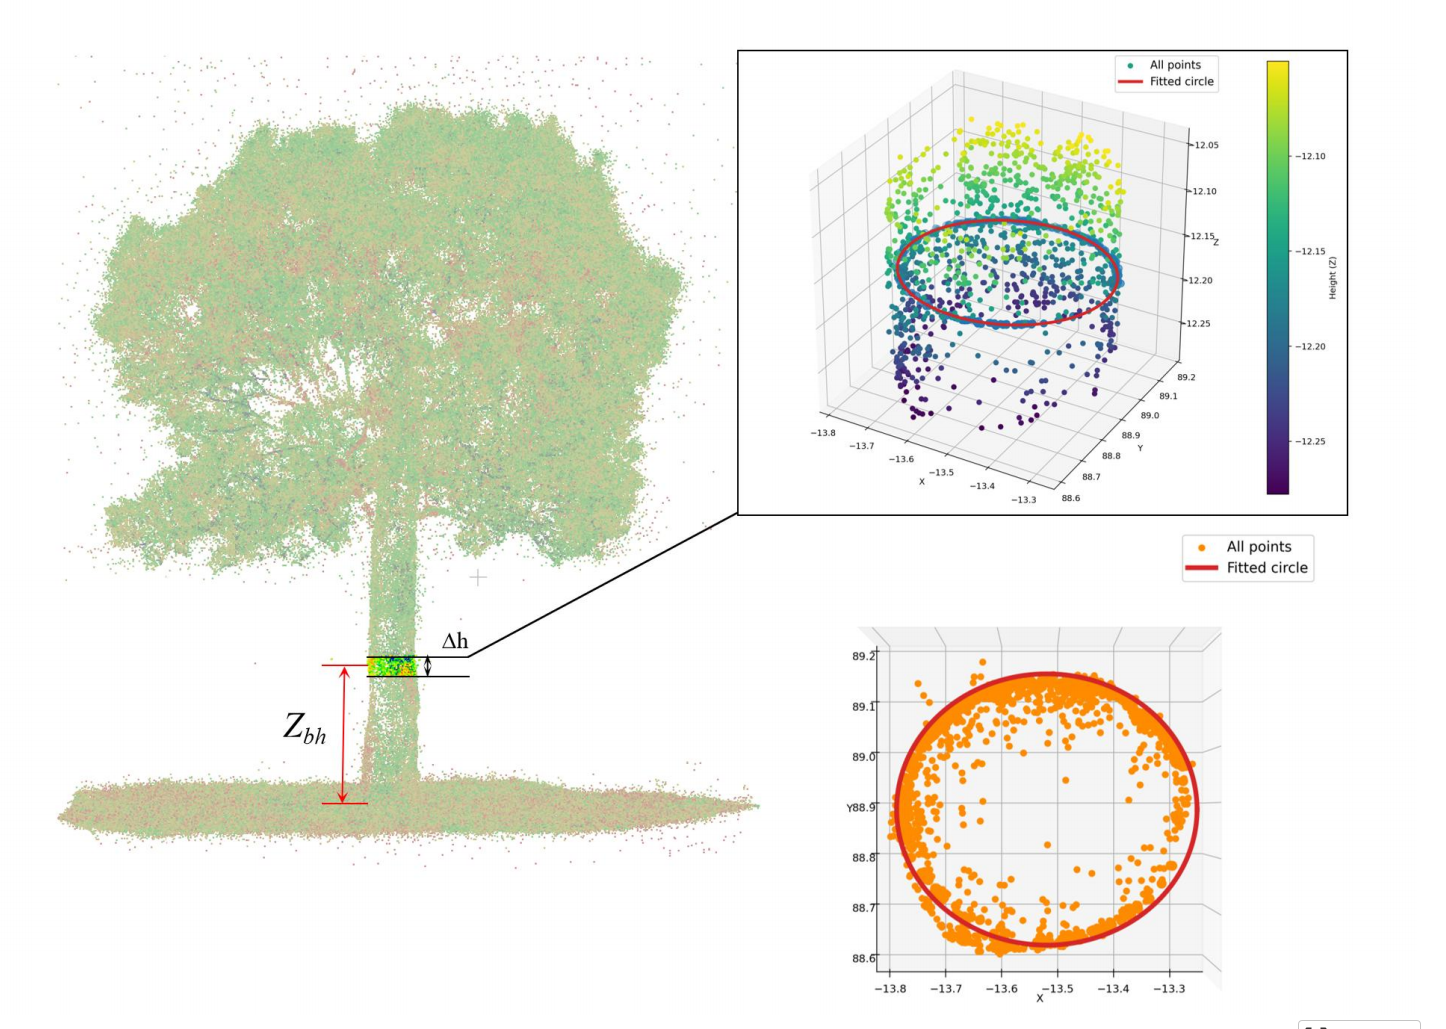 All points
Fitted circle
−12.05
−12.10
−12.15
Z
−12.20
−12.25
89.2
89.1
89.0
88.9
Y
88.8
88.7
88.6
−13.8
−13.7
−13.6
−13.5
X
−13.4
−13.3
−12.10
−12.15
Height (Z)
−12.20
−12.25
Δh
Zbh
All points
Fitted circle
89.2
89.1
89.0
Y
88.9
88.8
88.7
88.6
−13.8
−13.7
−13.6
−13.5
−13.4
−13.3
X